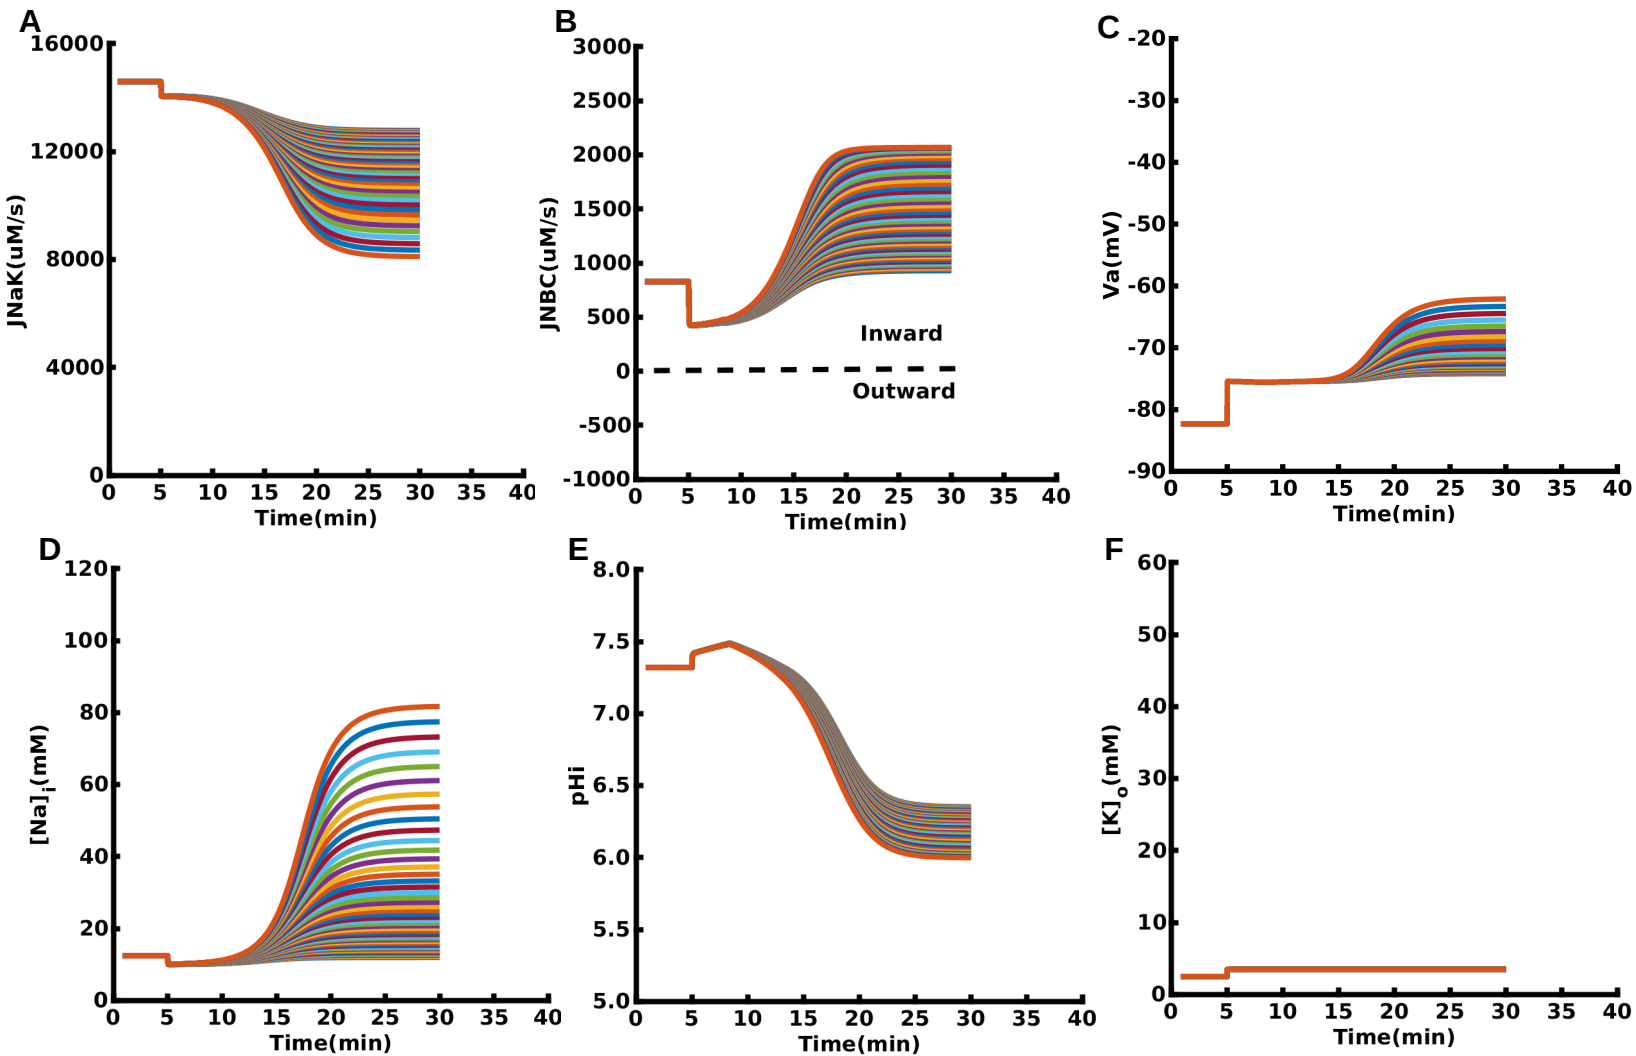 A
16000
12000
8000
4000
0
JNaK(uM/s)
0 5 10 15 20 25 30 35 40
Time(min)
B
3000
2500
2000
1500
1000
500
0
-500
-1000
JNBC(uM/s)
Inward
Outward
0 5 10 15 20 25 30 35 40
Time(min)
C
-20
-30
-40
-50
-60
-70
-80
-90
Va(mV)
0 5 10 15 20 25 30 35 40
Time(min)
D
120
100
80
60
40
20
0
[Na]i(mM)
0 5 10 15 20 25 30 35 40
Time(min)
E
8.0
7.5
7.0
6.5
6.0
5.5
5.0
pHi
0 5 10 15 20 25 30 35 40
Time(min)
F
60
50
40
30
20
10
0
[K]o(mM)
0 5 10 15 20 25 30 35 40
Time(min)